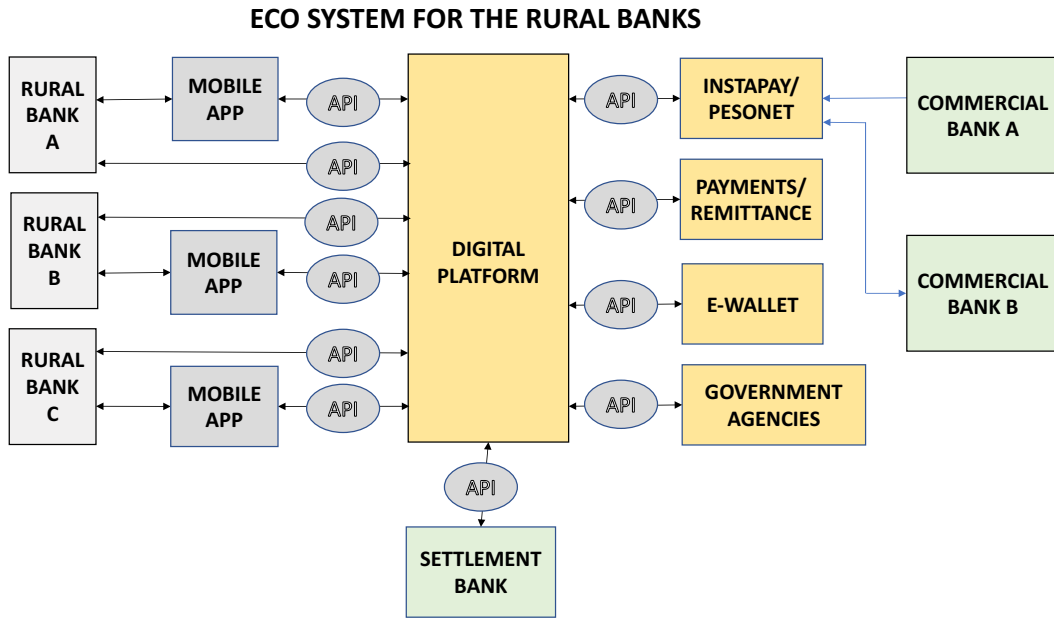 ECO SYSTEM FOR THE RURAL BANKS
RURAL
BANK
A
MOBILE
APP
API
API
RURAL
BANK
B
API
MOBILE
APP
API
RURAL
BANK
C
API
MOBILE
APP
API
DIGITAL
PLATFORM
API
INSTAPAY/
PESONET
API
PAYMENTS/
REMITTANCE
API
E-WALLET
API
GOVERNMENT
AGENCIES
COMMERCIAL
BANK A
COMMERCIAL
BANK B
API
SETTLEMENT
BANK